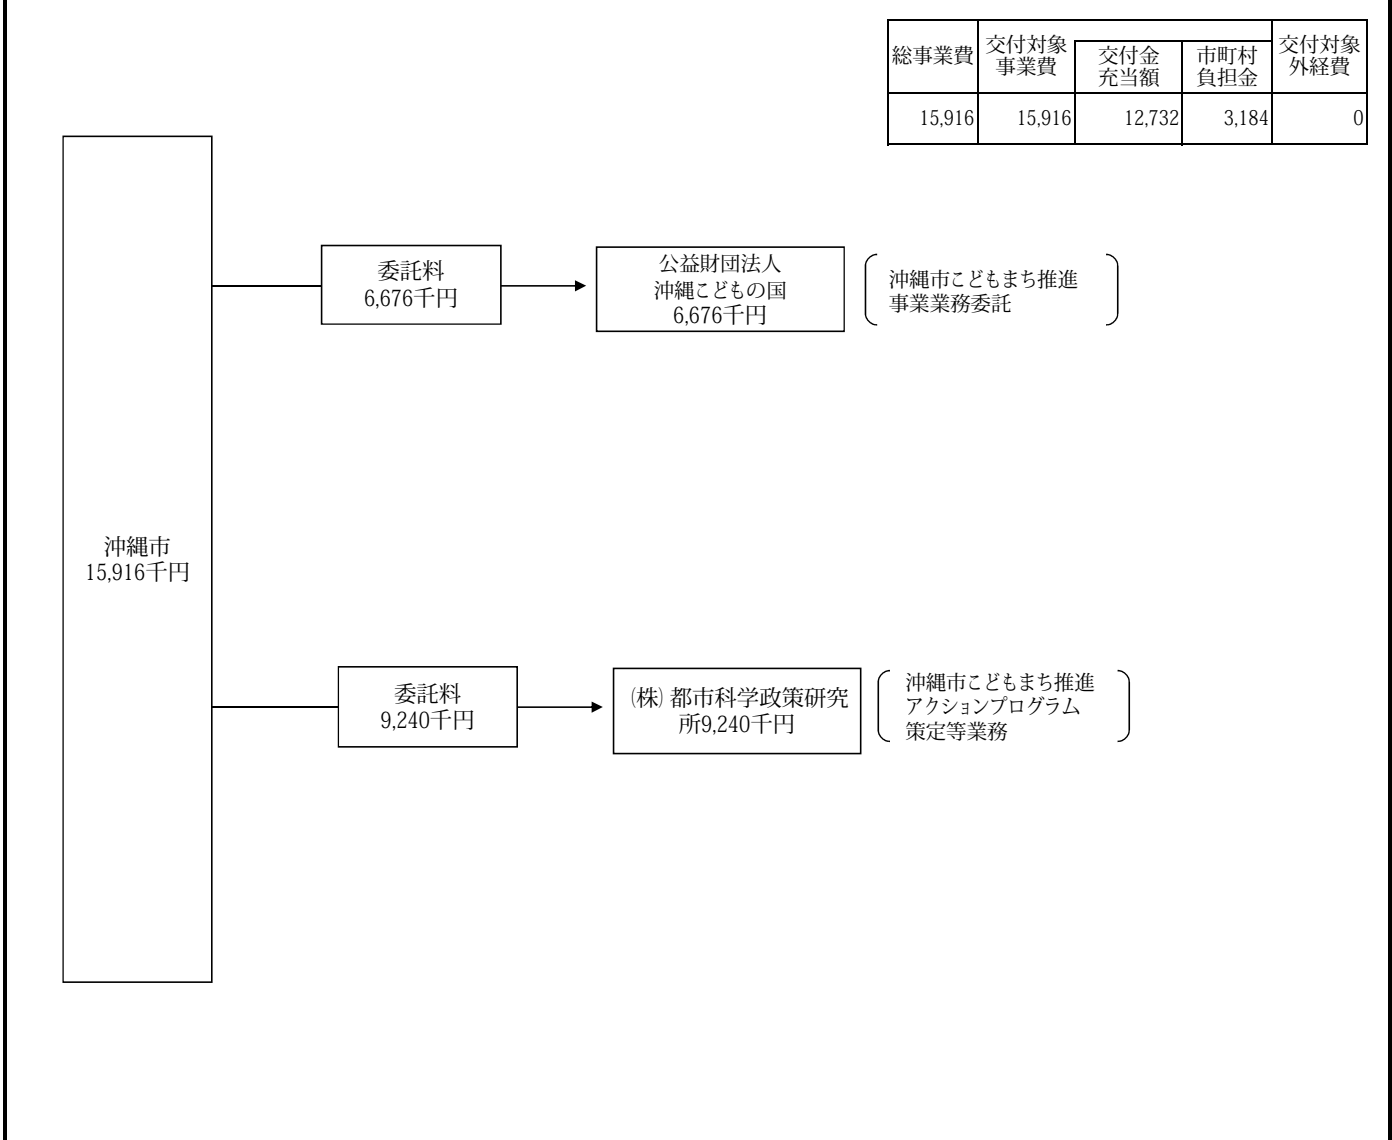 総事業費
交付対象
事業費
交付金
充当額
市町村
負担金
交付対象
外経費
15,916
15,916
12,732
3,184
0
委託料
6,676千円
公益財団法人
沖縄こどもの国
6,676千円
沖縄市こどもまち推進
事業業務委託
沖縄市
15,916千円
委託料
9,240千円
(株)都市科学政策研究
所9,240千円
沖縄市こどもまち推進
アクションプログラム
策定等業務